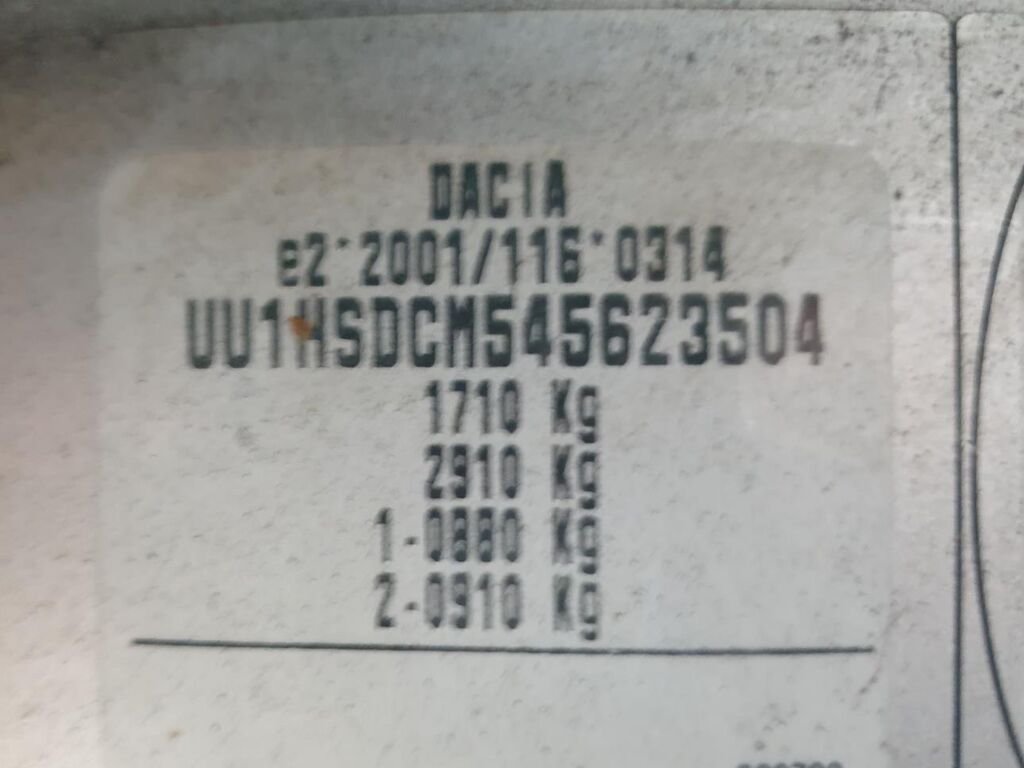 DACIA
e2*2001/116*0314
UU1HSDCM545623504
1710 Kg
2910 Kg
1-0880 Kg
2-0910 Kg